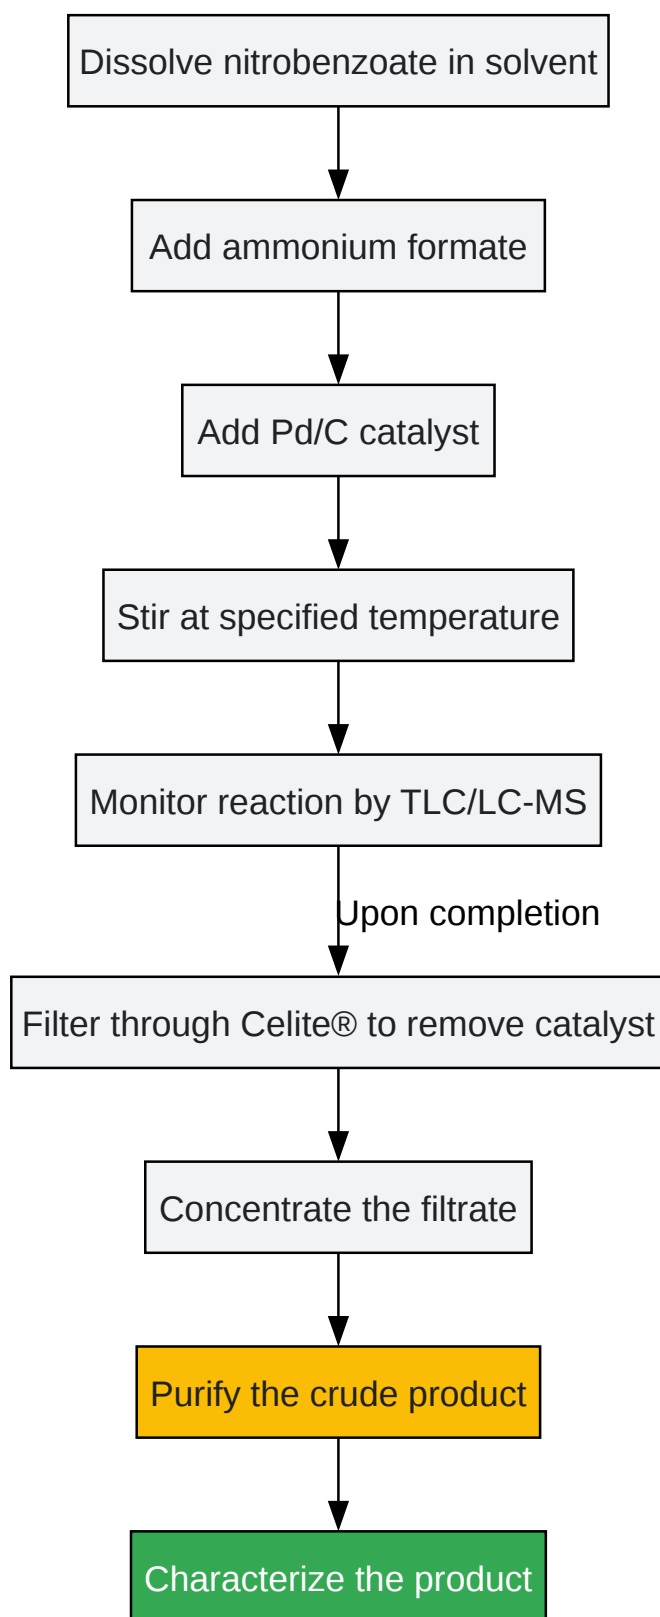 Dissolve nitrobenzoate in solvent
Add ammonium formate
Add Pd/C catalyst
Stir at specified temperature
Monitor reaction by TLC/LC-MS
Upon completion
Filter through Celite® to remove catalyst
Concentrate the filtrate
Purify the crude product
Characterize the product